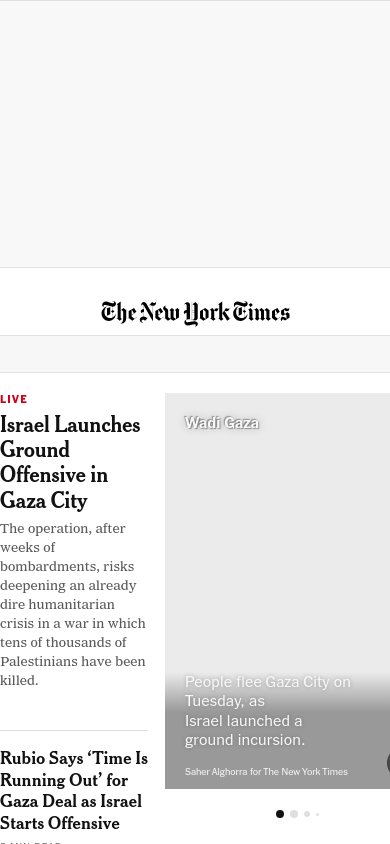 The New York Times
LIVE
Israel Launches
Ground
Offensive in
Gaza City
The operation, after
weeks of
bombardments, risks
deepening an already
dire humanitarian
crisis in a war in which
tens of thousands of
Palestinians have been
killed.
Rubio Says ‘Time Is
Running Out’ for
Gaza Deal as Israel
Starts Offensive
Wadi Gaza
People flee Gaza City on
Tuesday, as
Israel launched a
ground incursion.
Saher Alghorra for The New York Times